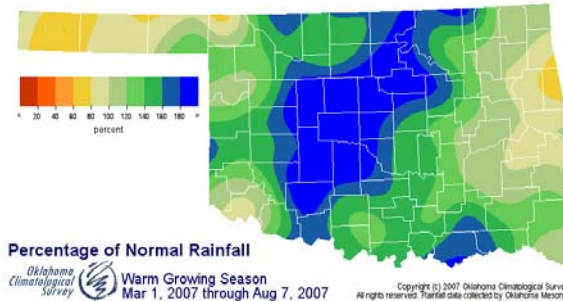 < 20 40 60 80 100 120 140 160 180 >
percent
Percentage of Normal Rainfall
Oklahoma
Climatological
Survey
Warm Growing Season
Mar 1, 2007 through Aug 7, 2007
Copyright (c) 2007 Oklahoma Climatological Surve
All rights reserved. Rainfall data collected by Oklahoma Meson